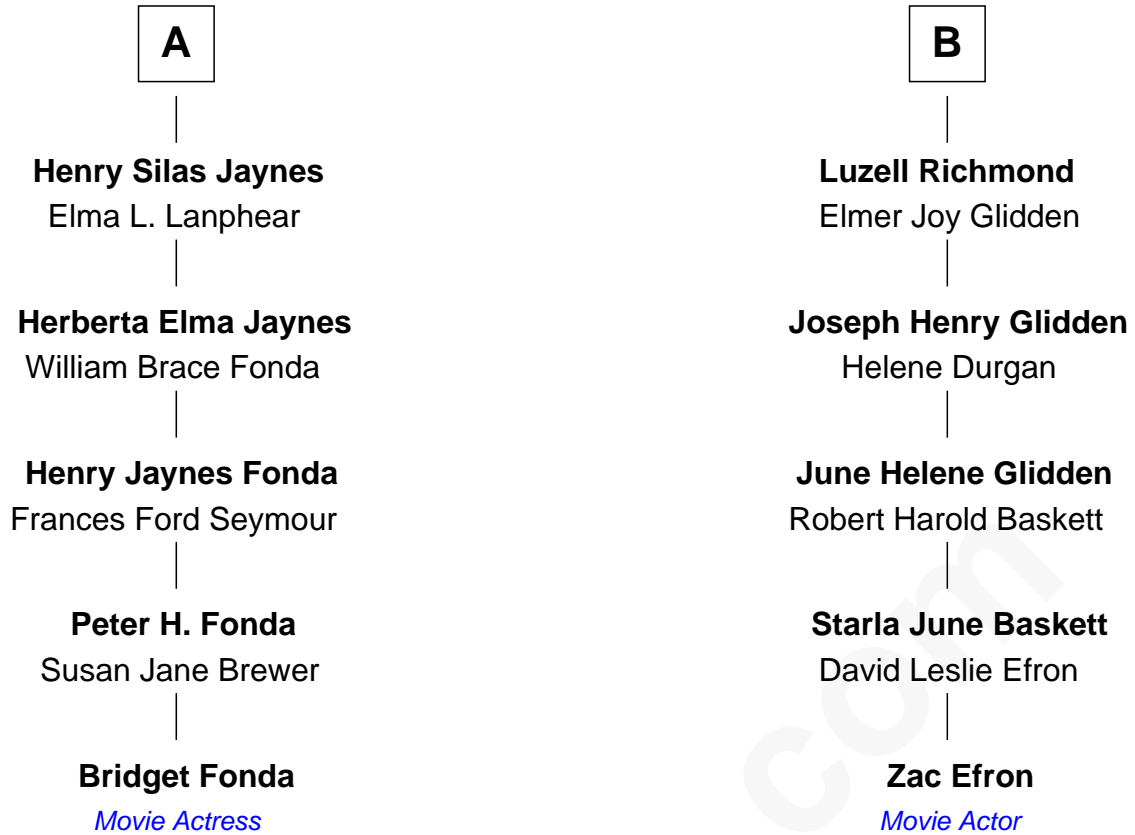 A
Henry Silas Jaynes
Elma L. Lanphear
Herberta Elma Jaynes
William Brace Fonda
Henry Jaynes Fonda
Frances Ford Seymour
Peter H. Fonda
Susan Jane Brewer
Bridget Fonda
Movie Actress
B
Luzell Richmond
Elmer Joy Glidden
Joseph Henry Glidden
Helene Durgan
June Helene Glidden
Robert Harold Baskett
Starla June Baskett
David Leslie Efron
Zac Efron
Movie Actor
com